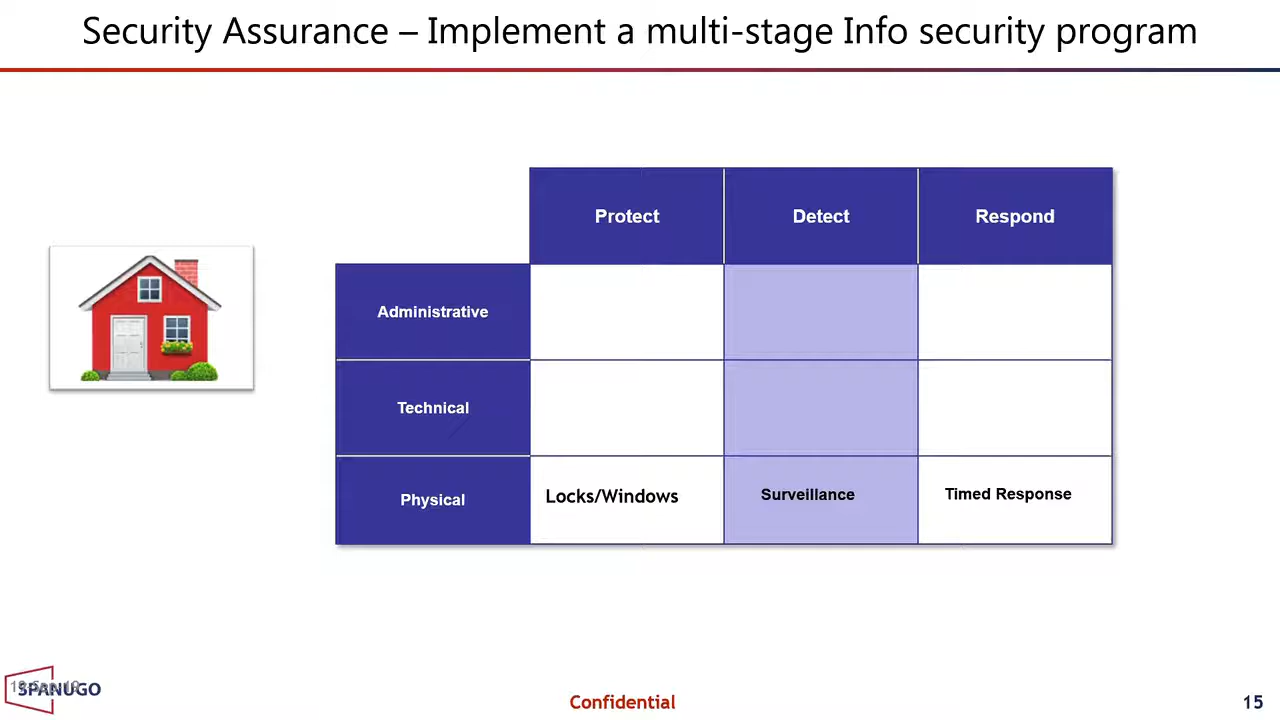 Security Assurance – Implement a multi-stage Info security program
Protect Detect Respond
Administrative
Technical
Physical Locks/Windows Surveillance Timed Response
SPANUGO
Confidential
15